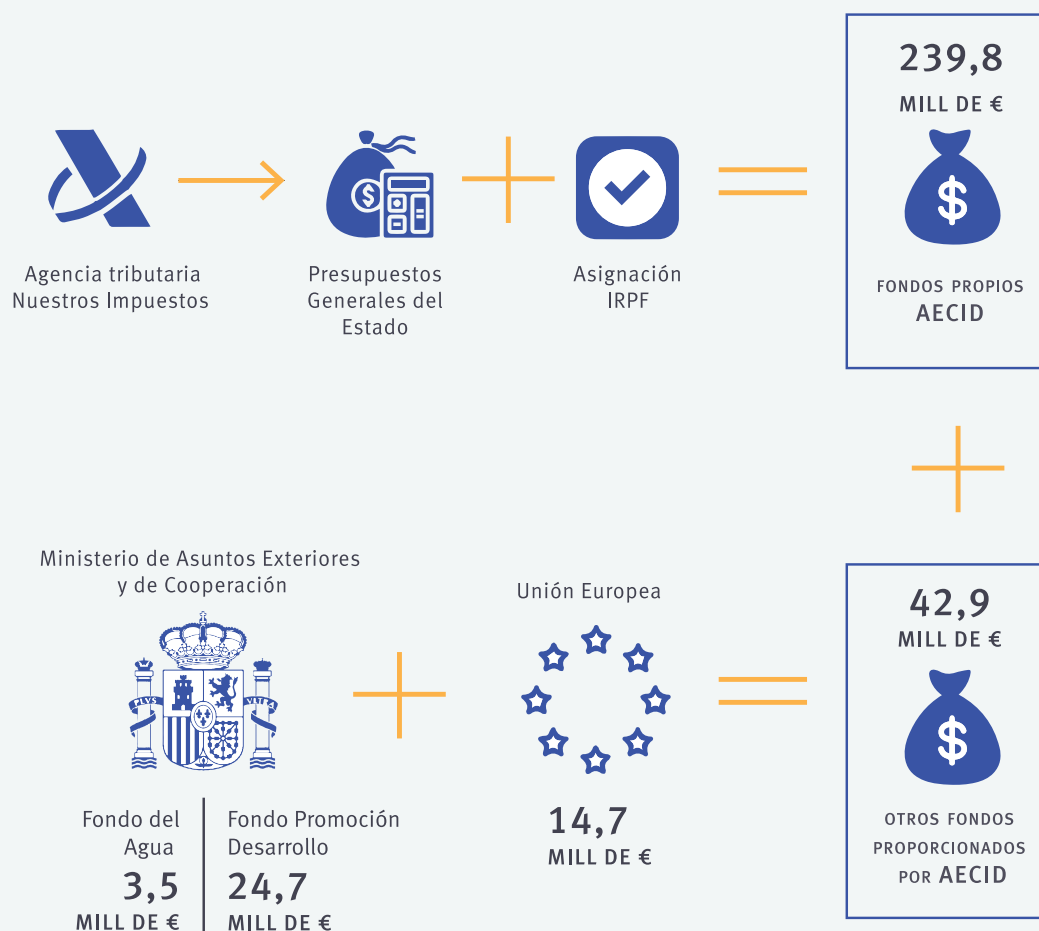 239,8
MILL DE €
$
$
Agencia tributaria
Nuestros Impuestos
Presupuestos
Generales del
Estado
Asignación
IRPF
FONDOS PROPIOS
AECID
Ministerio de Asuntos Exteriores
y de Cooperación
PLVS
VLTRA
Unión Europea
42,9
MILL DE €
$
Fondo del
Agua
3,5
MILL DE €
Fondo Promoción
Desarrollo
24,7
MILL DE €
14,7
MILL DE €
OTROS FONDOS
PROPORCIONADOS
POR AECID